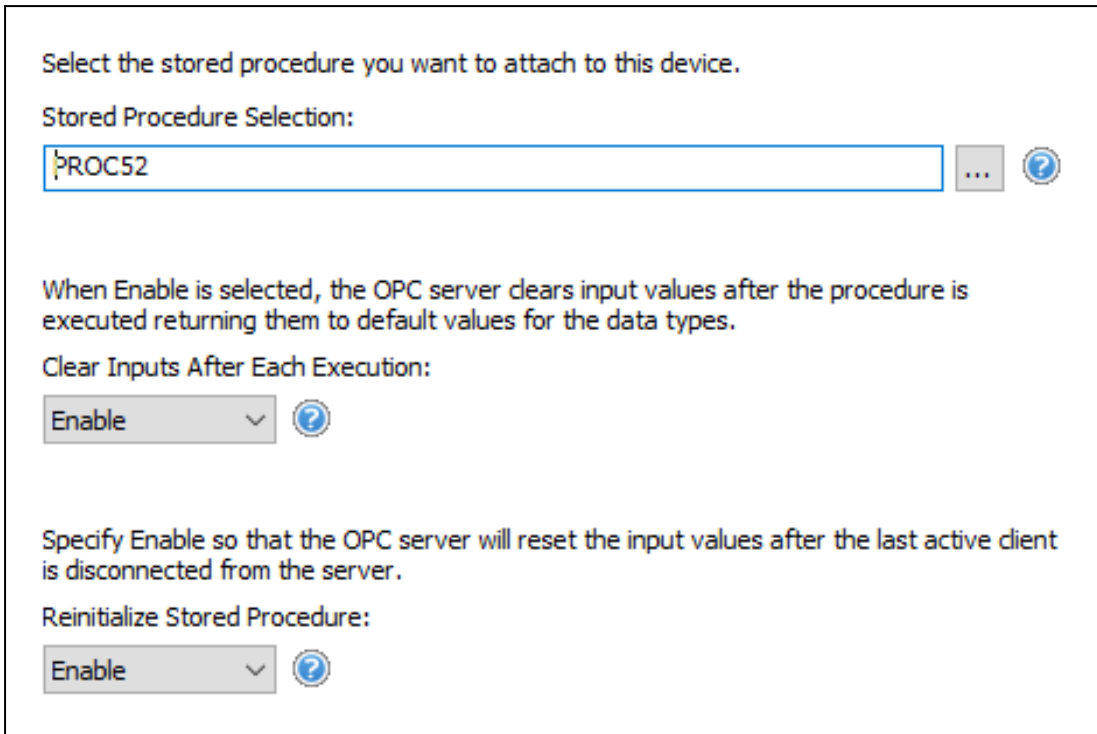 Select the stored procedure you want to attach to this device.
Stored Procedure Selection:
PROC52
...
When Enable is selected, the OPC server clears input values after the procedure is
executed returning them to default values for the data types.
Clear Inputs After Each Execution:
Enable
Specify Enable so that the OPC server will reset the input values after the last active client
is disconnected from the server.
Reinitialize Stored Procedure:
Enable